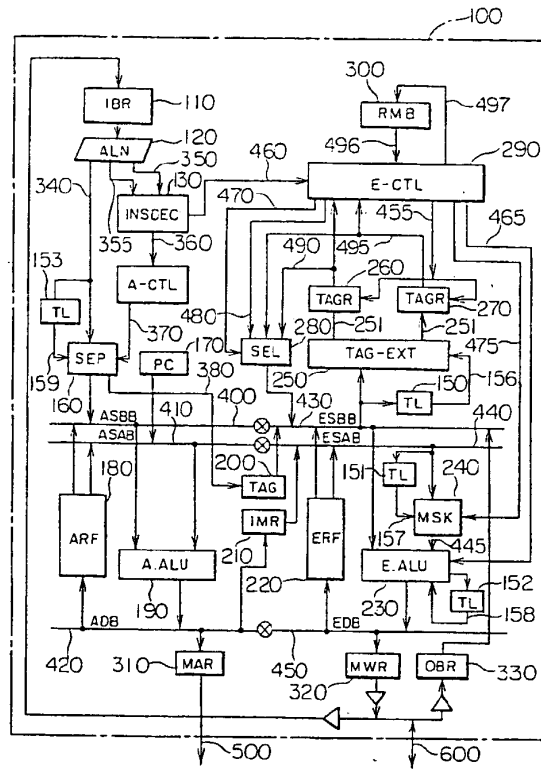 100
IBR
110
300
RMB
497
ALN
120
350
496
290
340
130
460
E-CTL
355
INSCEC
470
455
465
360
495
153
490
260
A-CTL
480
TAGR
TAGR
270
TL
370
280
251
251
475
PC
170
SEL
TAG-EXT
SEP
380
159
250
150
156
160
400
430
TL
ASBB
ESBB
440
ASAB
410
ESAB
180
200
TAG
151
TL
240
IMR
MSK
ARF
210
ERF
157
445
A.ALU
220
E.ALU
152
190
230
TL
158
ADB
EDB
420
310
MAR
450
MWR
OBR
330
320
500
600